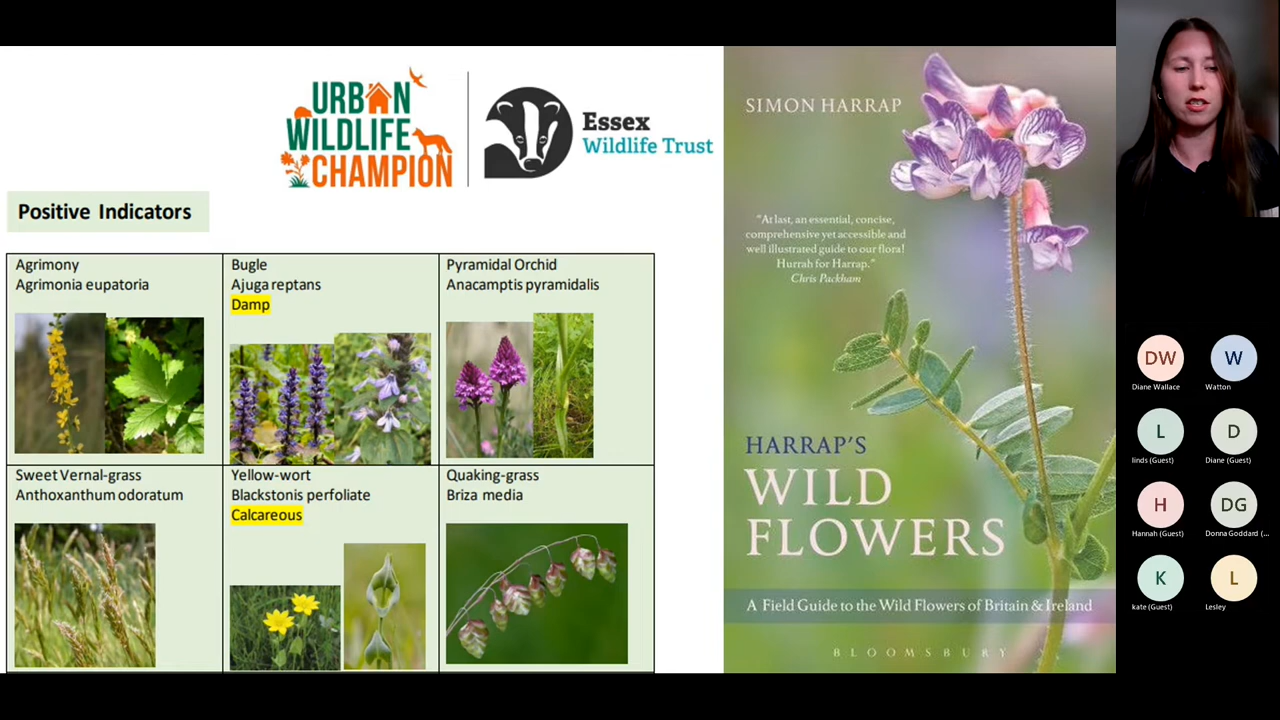 URBAN
WILDLIFE
CHAMPION
Essex
Wildlife Trust
Positive Indicators
Agrimony
Agrimonia eupatoria
Bugle
Ajuga reptans
Damp
Pyramidal Orchid
Anacamptis pyramidalis
Sweet Vernal-grass
Anthoxanthum odoratum
Yellow-wort
Blackstonis perfoliate
Calcareous
Quaking-grass
Briza media
SIMON HARRAP
“At last, an essential, concise,
comprehensive yet accessible and
well illustrated guide to our flora!
Hurrah for Harrap.”
Chris Packham
HARRAP'S
WILD
FLOWERS
A Field Guide to the Wild Flowers of Britain & Ireland
BLOOMSBURY
DW
Diane Wallace
W
Watton
L
linds (Guest)
D
Diane (Guest)
H
Hannah (Guest)
DG
Donna Goddard (...
K
kate (Guest)
L
Lesley